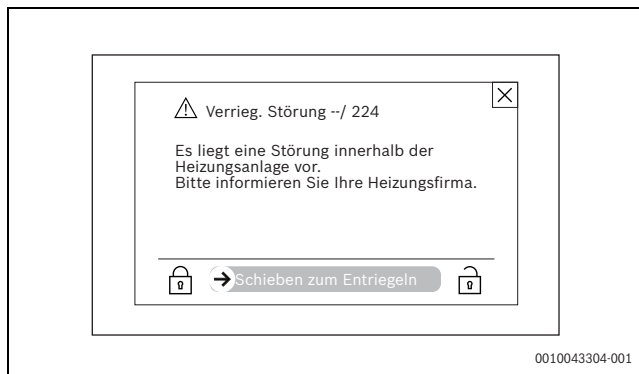 Verrieg. Störung --/ 224
Es liegt eine Störung innerhalb der
Heizungsanlage vor.
Bitte informieren Sie Ihre Heizungsfirma.
Schieben zum Entriegeln
0010043304-001